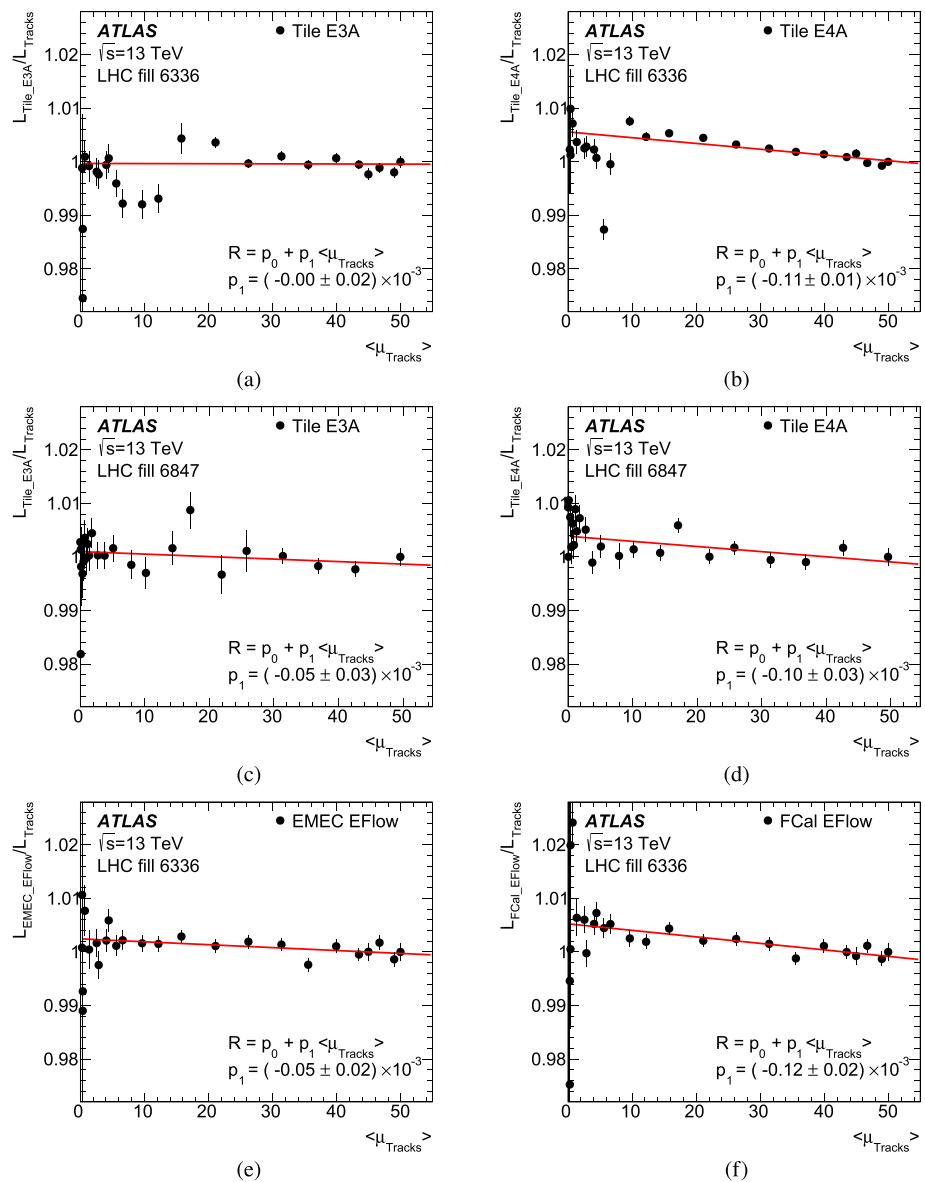 L_Tile_E3A/L_Tracks
ATLAS
√s=13 TeV
LHC fill 6336
Tile E3A
1.02
1.01
1
0.99
0.98
R = p_0 + p_1 <μ_Tracks>
p_1 = ( -0.00 ± 0.02) ×10^-3
0 10 20 30 40 50
<μ_Tracks>
(a)
L_Tile_E4A/L_Tracks
ATLAS
√s=13 TeV
LHC fill 6336
Tile E4A
1.02
1.01
1
0.99
0.98
R = p_0 + p_1 <μ_Tracks>
p_1 = ( -0.11 ± 0.01) ×10^-3
0 10 20 30 40 50
<μ_Tracks>
(b)
L_Tile_E3A/L_Tracks
ATLAS
√s=13 TeV
LHC fill 6847
Tile E3A
1.02
1.01
1
0.99
0.98
R = p_0 + p_1 <μ_Tracks>
p_1 = ( -0.05 ± 0.03) ×10^-3
0 10 20 30 40 50
<μ_Tracks>
(c)
L_Tile_E4A/L_Tracks
ATLAS
√s=13 TeV
LHC fill 6847
Tile E4A
1.02
1.01
1
0.99
0.98
R = p_0 + p_1 <μ_Tracks>
p_1 = ( -0.10 ± 0.03) ×10^-3
0 10 20 30 40 50
<μ_Tracks>
(d)
L_EMEC_EFlow/L_Tracks
ATLAS
√s=13 TeV
LHC fill 6336
EMEC EFlow
1.02
1.01
1
0.99
0.98
R = p_0 + p_1 <μ_Tracks>
p_1 = ( -0.05 ± 0.02) ×10^-3
0 10 20 30 40 50
<μ_Tracks>
(e)
L_FCal_EFlow/L_Tracks
ATLAS
√s=13 TeV
LHC fill 6336
FCal EFlow
1.02
1.01
1
0.99
0.98
R = p_0 + p_1 <μ_Tracks>
p_1 = ( -0.12 ± 0.02) ×10^-3
0 10 20 30 40 50
<μ_Tracks>
(f)